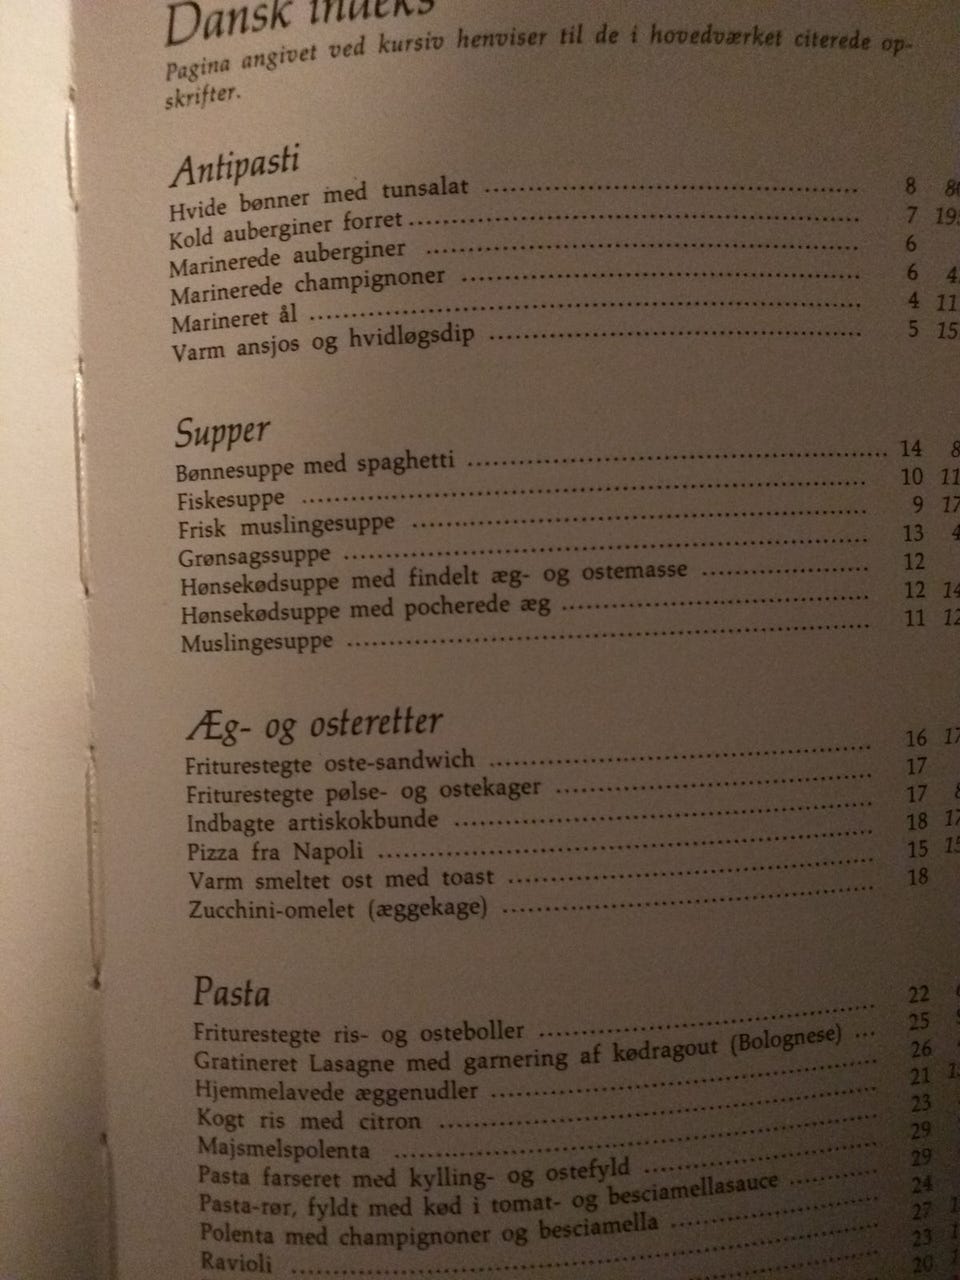 Dansk indeks
Pagina angivet ved kursiv henviser til de i hovedværket citerede op-
skrifter.
Antipasti
Hvide bønner med tunsalat ........ 8
Kold auberginer forret ........ 7
Marinerede auberginer ........ 6
Marinerede champignoner ........ 6
Marineret ål ........ 4
Varm ansjos og hvidløgsdip ........ 5
Supper
Bønnesuppe med spaghetti ........ 14
Fiskesuppe ........ 10
Frisk muslingesuppe ........ 9
Grønsagssuppe ........ 13
Hønsekødsuppe med findelt æg- og ostemasse ........ 12
Hønsekødsuppe med pocherede æg ........ 12
Muslingesuppe ........ 11
Æg- og osteretter
Friturestegte oste-sandwich ........ 16
Friturestegte pølse- og ostekager ........ 17
Indbagte artiskokbunde ........ 17
Pizza fra Napoli ........ 18
Varm smeltet ost med toast ........ 15
Zucchini-omelet (æggekage) ........ 18
Pasta
Friturestegte ris- og osteboller ........ 22
Gratineret Lasagne med garnering af kødragout (Bolognese) ... 25
Hjemmelavede æggenudler ........ 26
Kogt ris med citron ........ 21
Majsmelspolenta ........ 23
Pasta farseret med kylling- og ostefyld ........ 29
Pasta-rør, fyldt med kød i tomat- og besciamellasauce ........ 29
Polenta med champignoner og besciamella ........ 24
Ravioli ........ 27
23
20